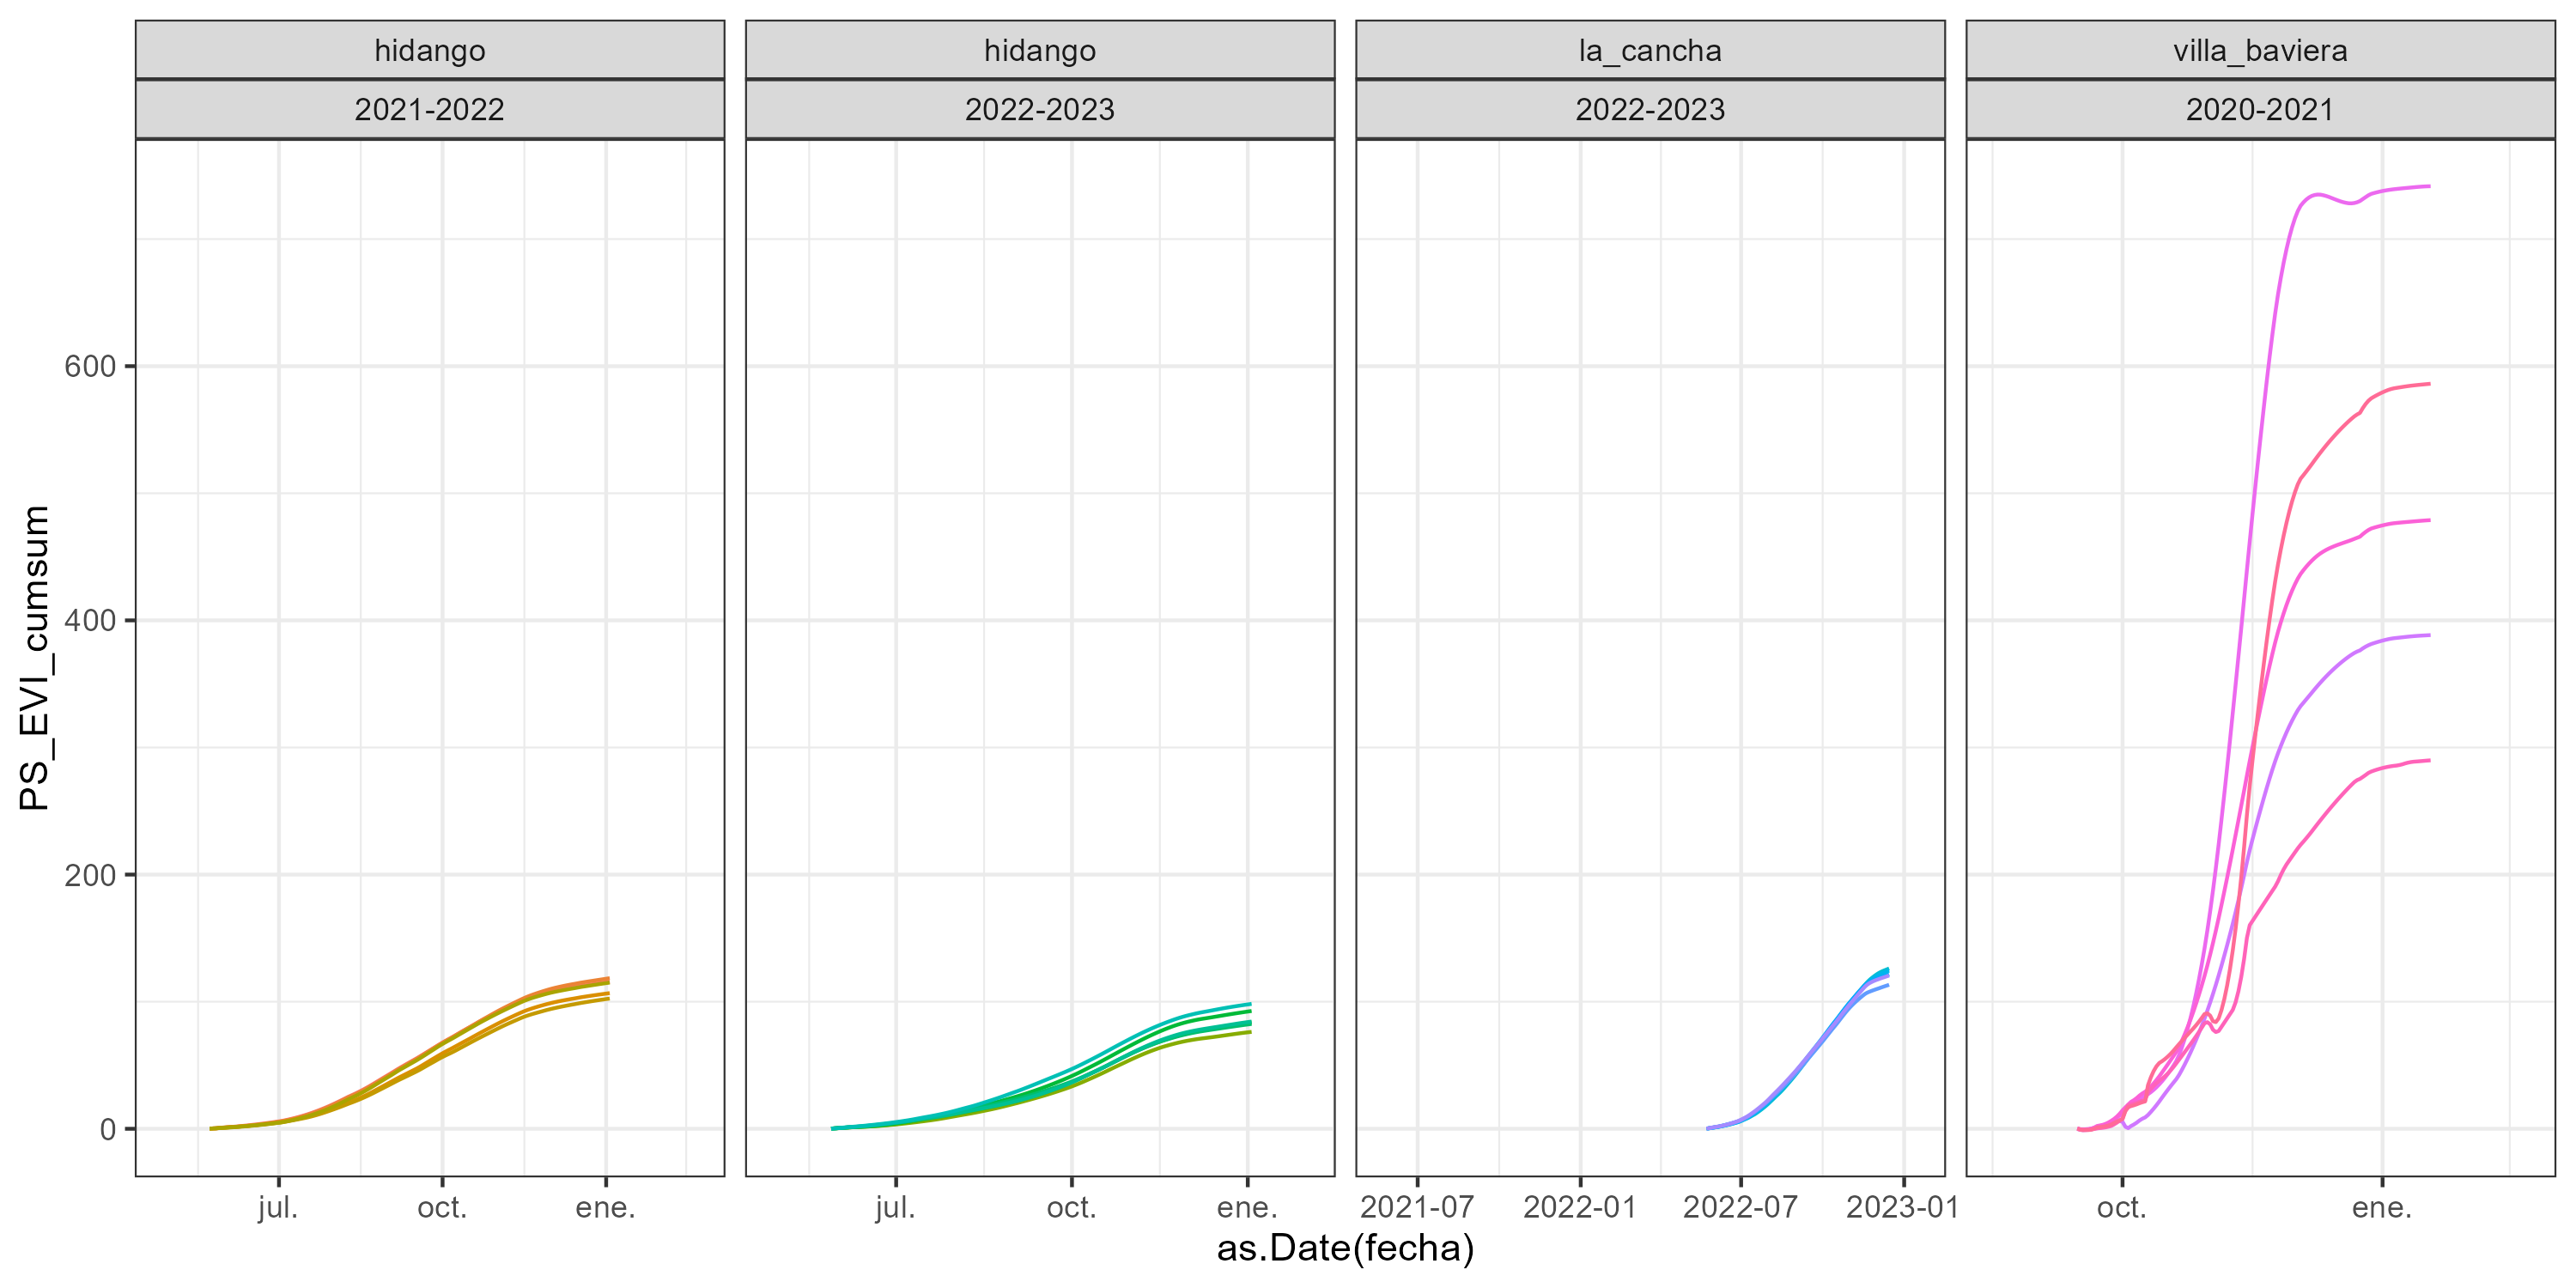 hidango hidango la_cancha villa_baviera
2021-2022 2022-2023 2022-2023 2020-2021
PS_EVI_cumsum
600
400
200
0
jul. oct. ene. jul. oct. ene. 2021-07 2022-01 2022-07 2023-01 oct. ene.
as.Date(fecha)